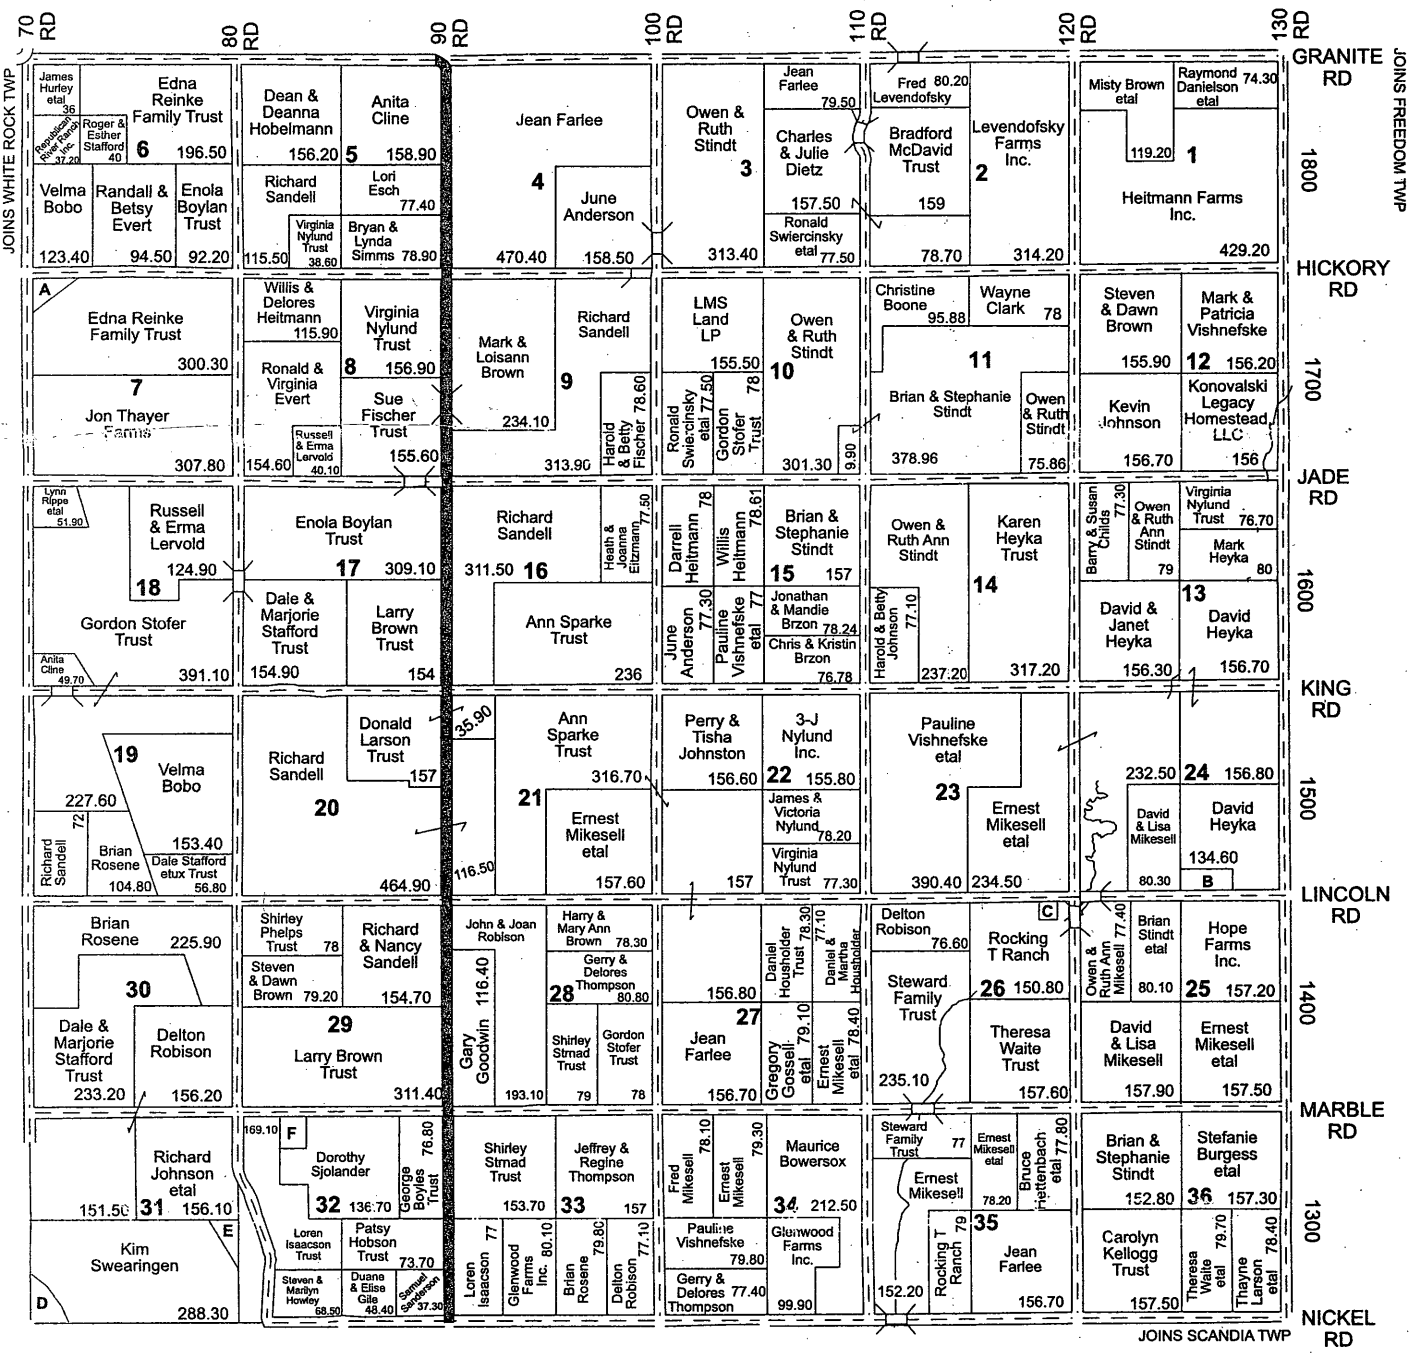 70
RD
80
RD
90
RD
100
RD
110
RD
120
RD
130
RD
GRANITE
RD
JOINS WHITE ROCK TWP
JOINS FREEDOM TWP
James
Hurley
etal
36
Edna
Reinke
Family Trust
6
196.50
Republican
River Ranch
Inc.
37.20
Roger &
Esther
Stafford
40
Velma
Bobo
123.40
Randall &
Betsy
Evert
94.50
Enola
Boylan
Trust
92.20
Dean &
Deanna
Hobelmann
156.20
5
Anita
Cline
158.90
Richard
Sandell
115.50
Virginia
Nylund
Trust
38.60
Lori
Esch
77.40
Bryan &
Lynda
Simms 78.90
Jean Farlee
4
470.40
June
Anderson
158.50
Owen &
Ruth
Stindt
3
313.40
Jean
Farlee
79.50
Charles
& Julie
Dietz
157.50
Ronald
Swiercinsky
etal
77.50
Fred 80.20
Levendofsky
Bradford
McDavid
Trust
159
78.70
Levendofsky
Farms
Inc.
2
314.20
Misty Brown
etal
119.20
Raymond
Danielson
etal
74.30
1
Heitmann Farms
Inc.
429.20
1800
HICKORY
RD
A
Edna Reinke
Family Trust
300.30
7
Jon Thayer
Farms
307.80
Willis &
Delores
Heitmann
115.90
Ronald &
Virginia
Evert
154.60
Russell
& Erma
Lervold
40.10
Virginia
Nylund
Trust
8
156.90
Sue
Fischer
Trust
155.60
Mark &
Loisann
Brown
234.10
9
Richard
Sandell
313.90
Harold
& Betty
Fischer 78.60
LMS
Land
LP
155.50
Ronald
Swiercinsky
etal 77.50
Gordon
Stofer
Trust
78
10
Owen
& Ruth
Stindt
301.30
9.90
Christine
Boone
95.88
Wayne
Clark
78
11
Brian & Stephanie
Stindt
378.96
Owen
& Ruth
Stindt
75.86
Steven
& Dawn
Brown
155.90
12
Mark &
Patricia
Vishnefske
156.20
Kevin
Johnson
156.70
Konovalski
Legacy
Homestead
LLC
156
1700
JADE
RD
Lynn
Rippe
etal
51.90
Russell
& Erma
Lervold
124.90
18
Gordon Stofer
Trust
391.10
Anita
Cline
49.70
Enola Boylan
Trust
17
309.10
Dale &
Marjorie
Stafford
Trust
154.90
Larry
Brown
Trust
154
Richard
Sandell
311.50
16
Heath &
Joanna
Eitzmann
77.50
Ann Sparke
Trust
236
Darrell
Heitmann
78
Willis
Heitmann
78.61
Brian &
Stephanie
Stindt
15
157
June
Anderson
77.30
Pauline
Vishnefske
etal
77
Jonathan
& Mandie
Brzon
78.24
Chris & Kristin
Brzon
76.78
Owen &
Ruth Ann
Stindt
237.20
Harold & Betty
Johnson
77.10
14
Karen
Heyka
Trust
317.20
Barry & Susan
Childs
77.30
Owen
& Ruth
Ann
Stindt
79
Virginia
Nylund
Trust 76.70
Mark
Heyka
80
13
David &
Janet
Heyka
156.30
David
Heyka
156.70
1600
KING
RD
19
227.60
Velma
Bobo
153.40
Richard
Sandell
72
Brian
Rosene
104.80
Dale Stafford
etux Trust
56.80
Richard
Sandell
20
464.90
Donald
Larson
Trust
157
35.90
116.50
Ann
Sparke
Trust
316.70
21
Ernest
Mikesell
etal
157.60
Perry &
Tisha
Johnston
156.60
157
3-J
Nylund
Inc.
22
155.80
James &
Victoria
Nylund
78.20
Virginia
Nylund
Trust
77.30
Pauline
Vishnefske
etal
23
390.40
Ernest
Mikesell
etal
234.50
232.50
24
156.80
David
& Lisa
Mikesell
80.30
David
Heyka
134.60
B
1500
LINCOLN
RD
Brian
Rosene
225.90
30
Dale &
Marjorie
Stafford
Trust
233.20
Delton
Robison
156.20
Shirley
Phelps
Trust
78
Steven
& Dawn
Brown 79.20
Richard
& Nancy
Sandell
154.70
29
Larry Brown
Trust
311.40
John & Joan
Robison
193.10
Gary
Goodwin
116.40
Harry &
Mary Ann
Brown
78.30
Gerry &
Delores
Thompson
80.80
28
Shirley
Strnad
Trust
79
Gordon
Stofer
Trust
78
156.80
27
Jean
Farlee
156.70
Daniel
Housholder
Trust 78.30
77.10
Daniel &
Martha
Housholder
Gregory
Gossell
etal 79.10
Ernest
Mikesell
etal 78.40
Delton
Robison
76.60
C
Rocking
T Ranch
26
150.80
Steward
Family
Trust
235.10
Theresa
Waite
Trust
157.60
Owen &
Ruth Ann
Mikesell 77.40
Brian
Stindt
etal
80.10
Hope
Farms
Inc.
25
157.20
David
& Lisa
Mikesell
157.90
Ernest
Mikesell
etal
157.50
1400
MARBLE
RD
151.50
31
Richard
Johnson
etal
156.10
E
Kim
Swearingen
D
288.30
169.10
F
Dorothy
Sjolander
32
136.70
George
Boyles
Trust
76.80
Loren
Isaacson
Trust
Patsy
Hobson
Trust
73.70
Steven &
Marilyn
Howley
68.50
Duane
& Elise
Gile
48.40
Samuel
Sanderson
37.30
Shirley
Strnad
Trust
153.70
Jeffrey &
Regine
Thompson
33
157
Loren
Isaacson
77
Glenwood
Farms
Inc. 80.10
Brian
Rosene
79.80
Delton
Robison
77.10
Fred
Mikesell
78.10
Ernest
Mikesell
79.30
Maurice
Bowersox
34
212.50
Pauline
Vishnefske
79.80
Gerry &
Delores 77.40
Thompson
Glenwood
Farms
Inc.
99.90
Steward
Family
Trust
77
Ernest
Mikesell
152.20
Ernest
Mikesell
etal
78.20
Bruce
etal 77.80
35
Rocking T
Ranch
79
Jean
Farlee
156.70
Brian &
Stephanie
Stindt
152.80
36
Stefanie
Burgess
etal
157.30
Carolyn
Kellogg
Trust
157.50
Theresa
Waite
etal
79.70
Thayne
Larson
etal
78.40
1300
NICKEL
RD
JOINS SCANDIA TWP